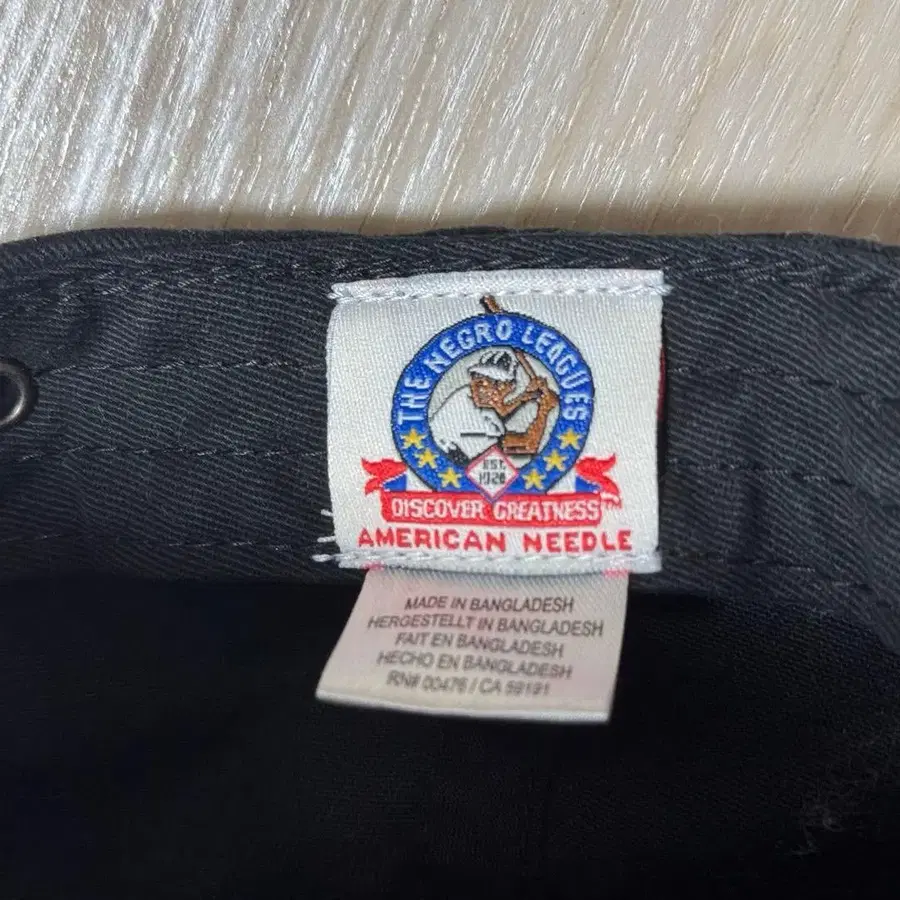 THE NEGRO LEAGUES
EST.
1920
DISCOVER GREATNESS™
AMERICAN NEEDLE
MADE IN BANGLADESH
HERGESTELLT IN BANGLADESH
FAIT EN BANGLADESH
HECHO EN BANGLADESH
RN# 00476 / CA 59191